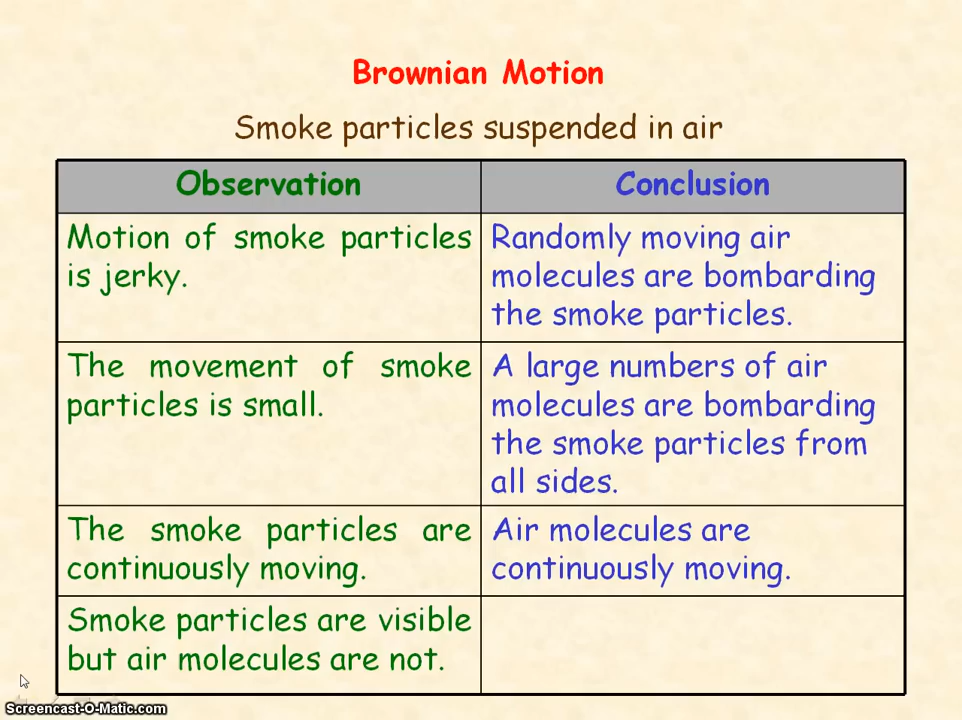 Brownian Motion
Smoke particles suspended in air
Observation
Conclusion
Motion of smoke particles
is jerky.
Randomly moving air
molecules are bombarding
the smoke particles.
The movement of smoke
particles is small.
A large numbers of air
molecules are bombarding
the smoke particles from
all sides.
The smoke particles are
continuously moving.
Air molecules are
continuously moving.
Smoke particles are visible
but air molecules are not.
Screencast-O-Matic.com